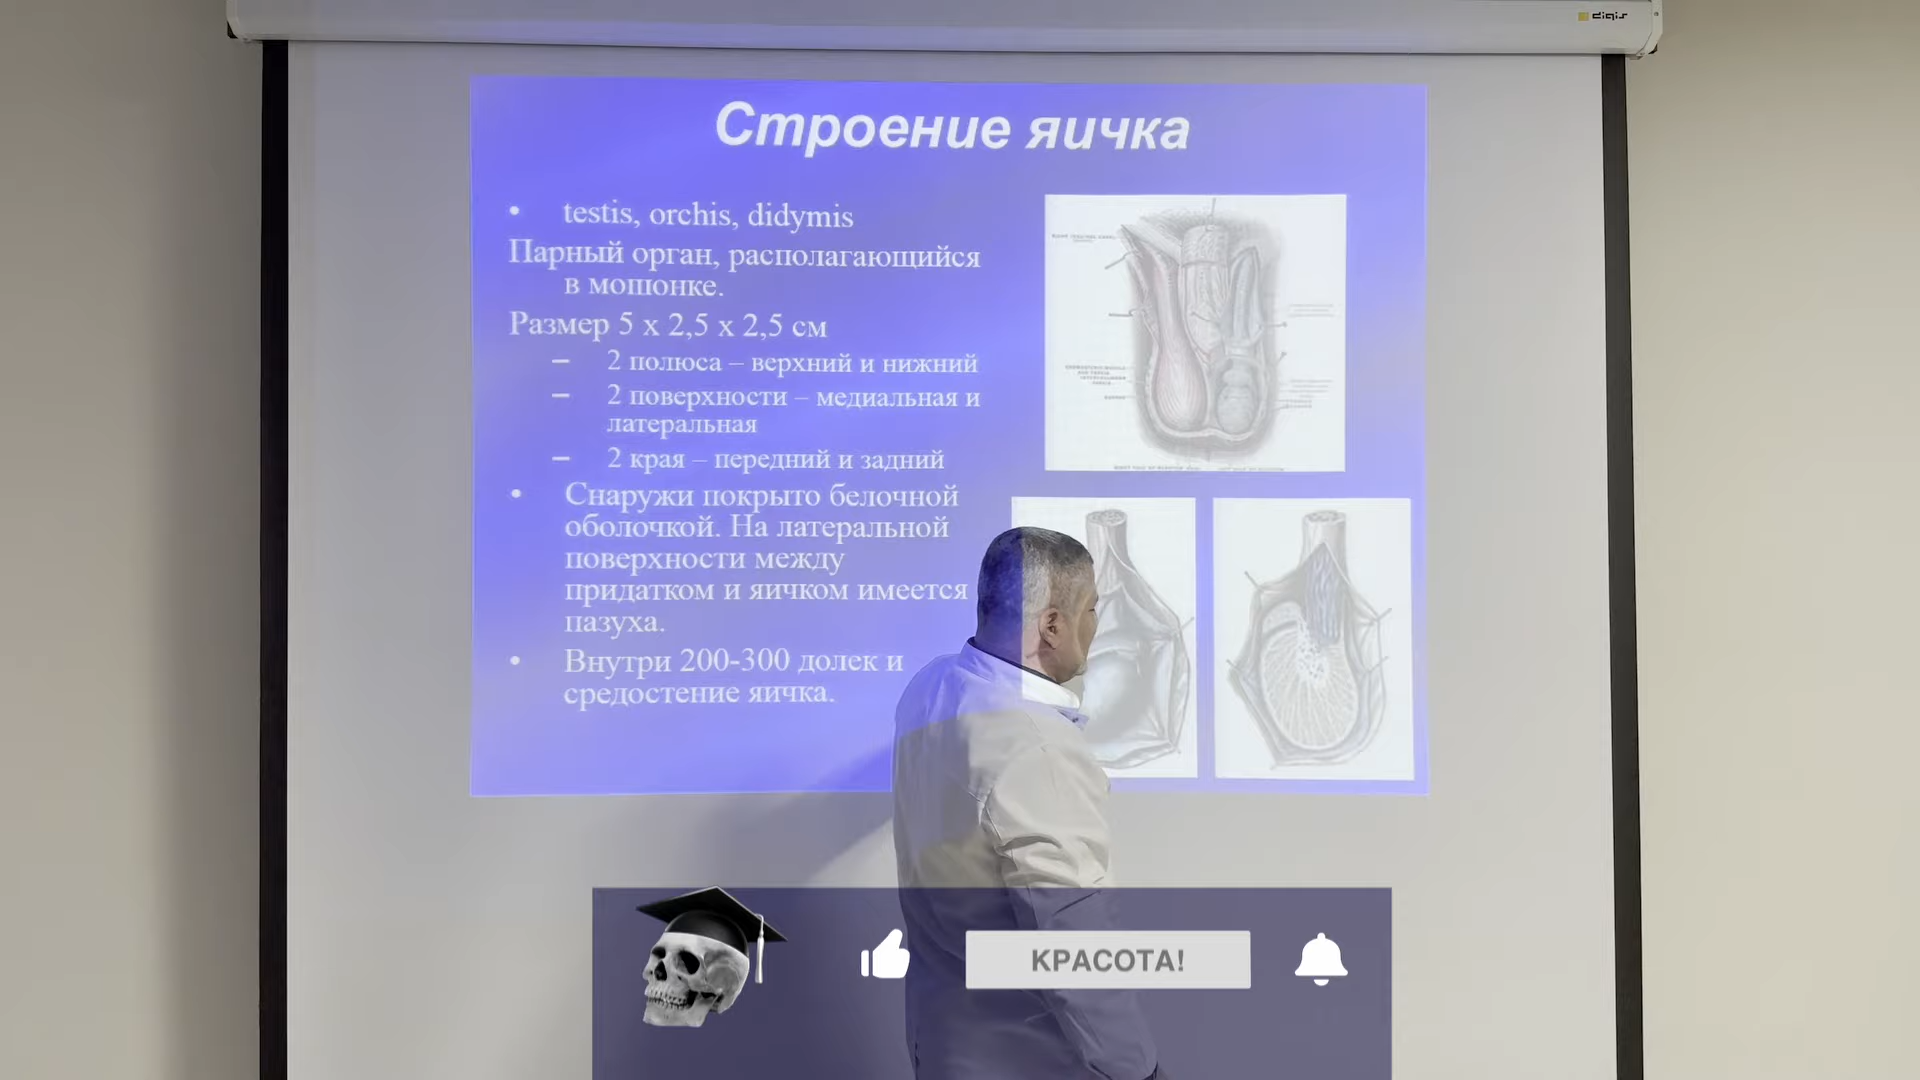 digis
Строение яичка
• testis, orchis, didymis
Парный орган, располагающийся
в мошонке.
Размер 5 х 2,5 х 2,5 см
– 2 полюса – верхний и нижний
– 2 поверхности – медиальная и
латеральная
– 2 края – передний и задний
• Снаружи покрыто белочной
оболочкой. На латеральной
поверхности между
придатком и яичком имеется
пазуха.
• Внутри 200-300 долек и
средостение яичка.
КРАСОТА!